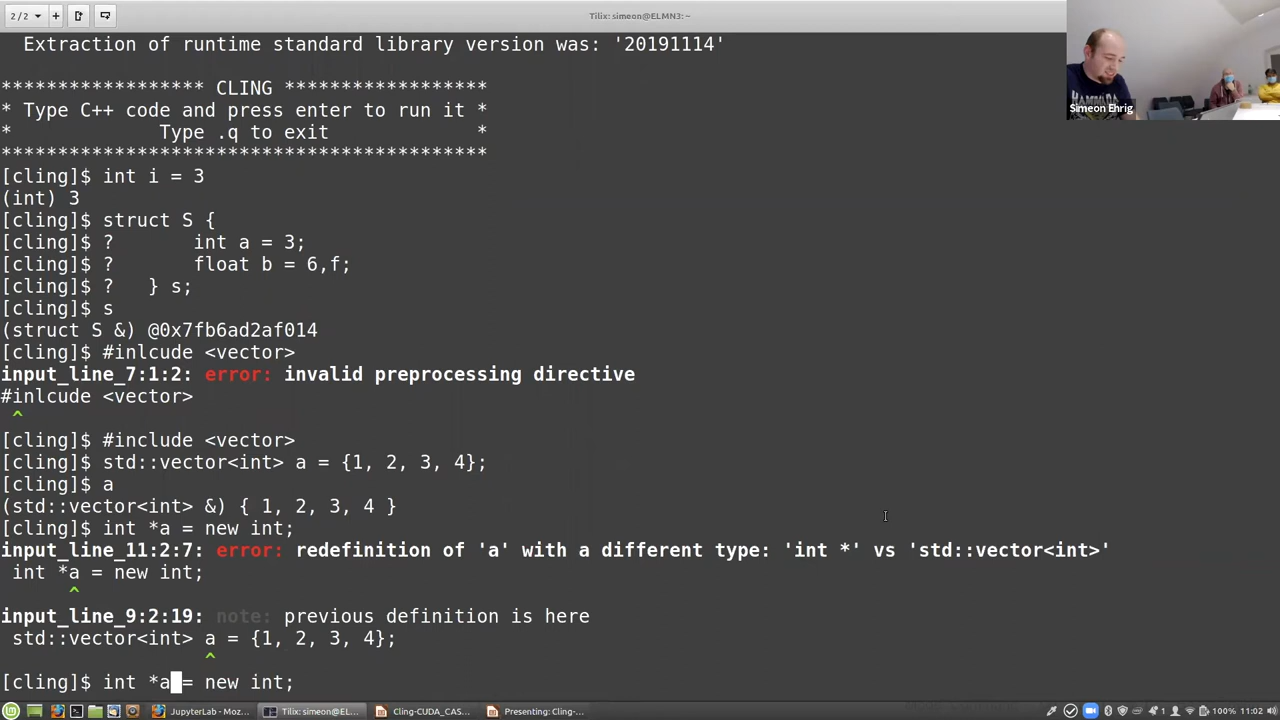 2/2
Tilix: simeon@ELMN3: ~
Extraction of runtime standard library version was: '20191114'
****************** CLING ******************
* Type C++ code and press enter to run it *
* Type .q to exit *
*******************************************
[cling]$ int i = 3
(int) 3
[cling]$ struct S {
[cling]$ ? int a = 3;
[cling]$ ? float b = 6,f;
[cling]$ ? } s;
[cling]$ s
(struct S &) @0x7fb6ad2af014
[cling]$ #inlcude <vector>
input_line_7:1:2: error: invalid preprocessing directive
#inlcude <vector>
^
[cling]$ #include <vector>
[cling]$ std::vector<int> a = {1, 2, 3, 4};
[cling]$ a
(std::vector<int> &) { 1, 2, 3, 4 }
[cling]$ int *a = new int;
input_line_11:2:7: error: redefinition of 'a' with a different type: 'int *' vs 'std::vector<int>'
int *a = new int;
^
input_line_9:2:19: note: previous definition is here
std::vector<int> a = {1, 2, 3, 4};
^
[cling]$ int *a = new int;
Simeon Ehrig
JupyterLab - Moz...
Tilix: simeon@EL...
Cling-CUDA_CAS...
Presenting: Cling-...
1
100%
11:02